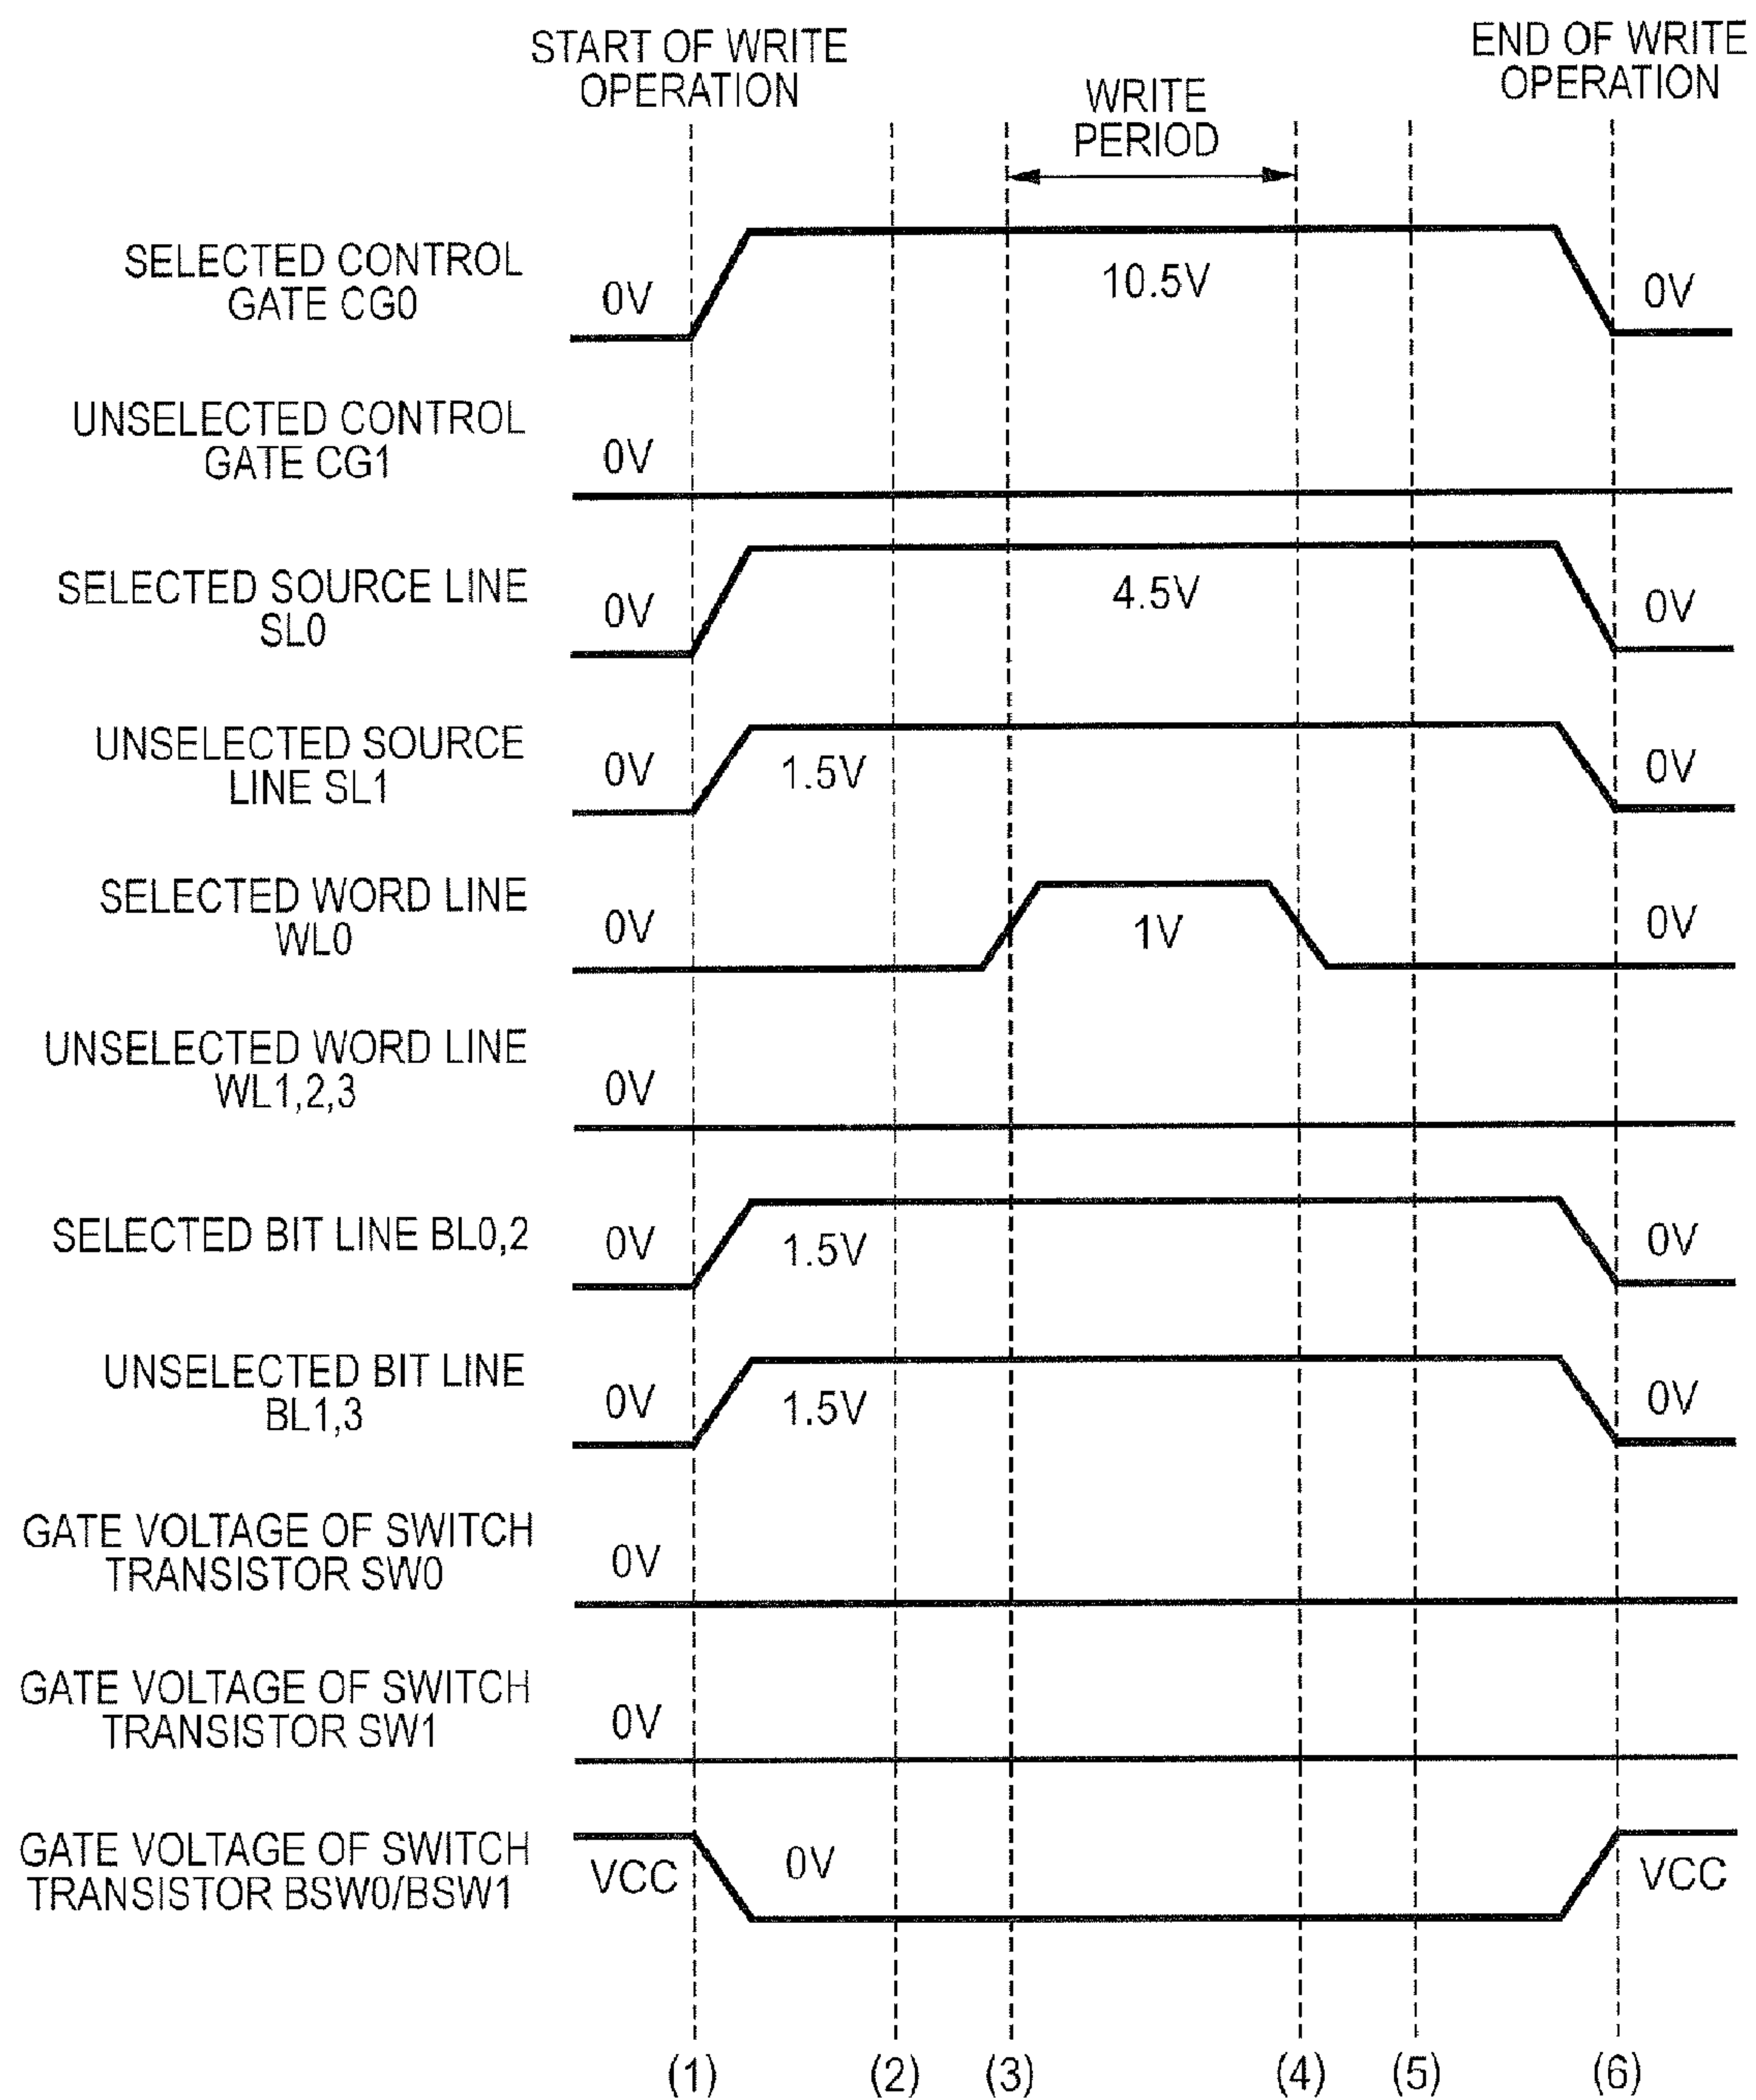 START OF WRITE
OPERATION
WRITE
PERIOD
END OF WRITE
OPERATION
SELECTED CONTROL
GATE CG0
0V
10.5V
0V
UNSELECTED CONTROL
GATE CG1
0V
SELECTED SOURCE LINE
SL0
0V
4.5V
0V
UNSELECTED SOURCE
LINE SL1
0V
1.5V
0V
SELECTED WORD LINE
WL0
0V
1V
0V
UNSELECTED WORD LINE
WL1,2,3
0V
SELECTED BIT LINE BL0,2
0V
1.5V
0V
UNSELECTED BIT LINE
BL1,3
0V
1.5V
0V
GATE VOLTAGE OF SWITCH
TRANSISTOR SW0
0V
GATE VOLTAGE OF SWITCH
TRANSISTOR SW1
0V
GATE VOLTAGE OF SWITCH
TRANSISTOR BSW0/BSW1
VCC
0V
VCC
(1)
(2)
(3)
(4)
(5)
(6)